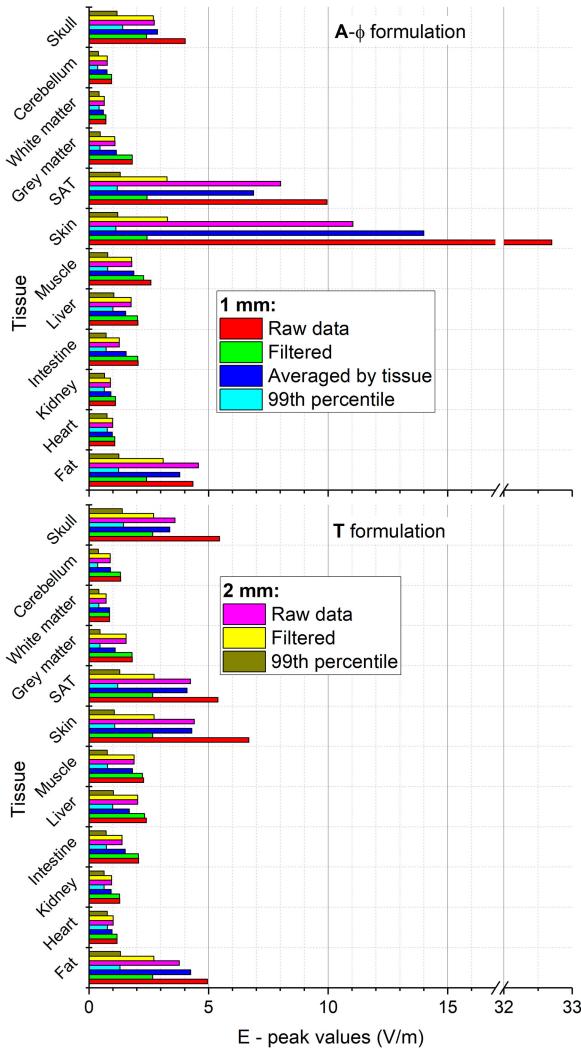 A-ϕ formulation
Skull
Cerebellum
White matter
Grey matter
SAT
Skin
Muscle
Liver
Intestine
Kidney
Heart
Fat
Tissue
1 mm:
Raw data
Filtered
Averaged by tissue
99th percentile
T formulation
Skull
Cerebellum
White matter
Grey matter
SAT
Skin
Muscle
Liver
Intestine
Kidney
Heart
Fat
Tissue
2 mm:
Raw data
Filtered
99th percentile
0 5 10 15 32 33
E - peak values (V/m)